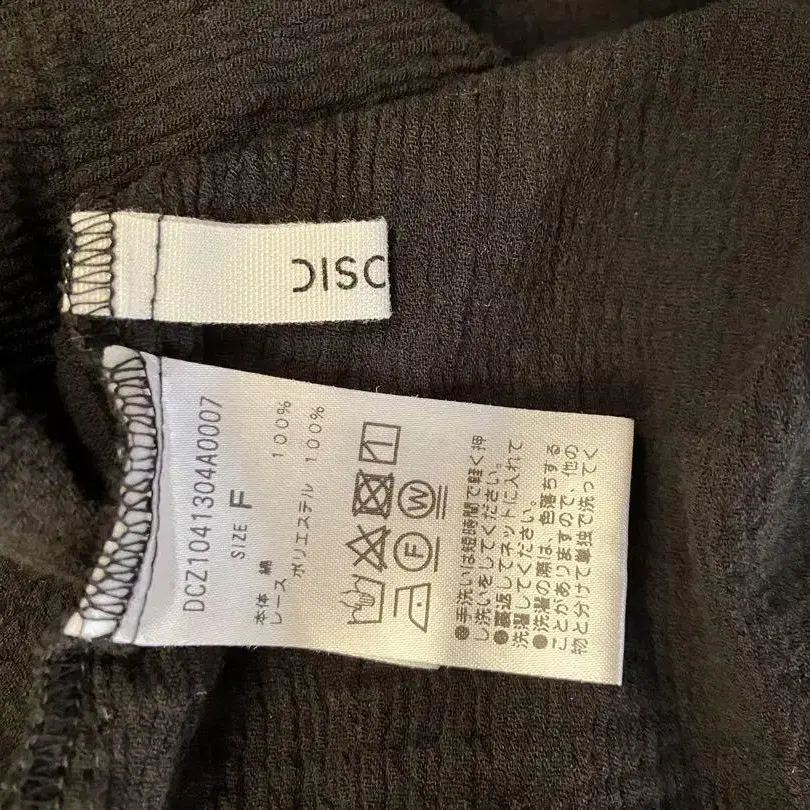 DISC
DCZ1041304A0007
SIZE F
本体 綿 100%
レース ポリエステル 100%
W
F
●手洗いは短時間で軽く押
し洗いをしてください。
●裏返してネットに入れて
洗濯してください。
●洗濯の際は、色落ちする
ことがありますので、他の
物と分けて単独で洗ってく